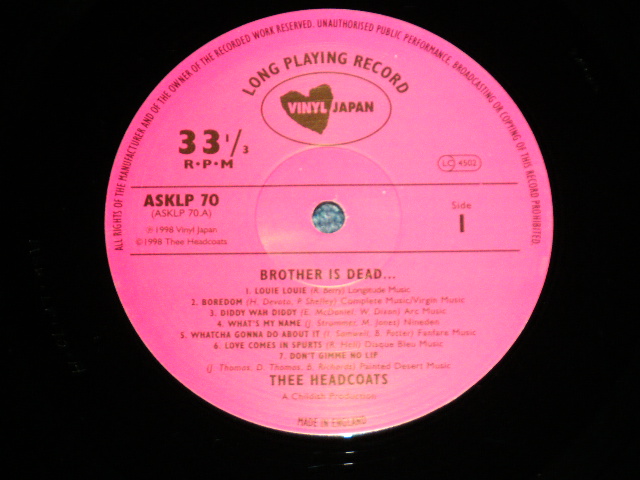 ALL RIGHTS OF THE MANUFACTURER AND OF THE OWNER OF THE RECORDED WORK RESERVED. UNAUTHORISED PUBLIC PERFORMANCE, BROADCASTING OR COPYING OF THIS RECORD PROHIBITED.
LONG PLAYING RECORD
VINYL JAPAN
33 1/3
R·P·M
LC 4502
ASKLP 70
(ASKLP 70.A)
℗1998 Vinyl Japan
©1998 Thee Headcoats
Side
1
BROTHER IS DEAD...
1. LOUIE LOUIE (R. Berry) Longitude Music
2. BOREDOM (H. Devoto, P. Shelley) Complete Music/Virgin Music
3. DIDDY WAH DIDDY (E. McDaniel, W. Dixon) Arc Music
4. WHAT'S MY NAME (J. Strummer, M. Jones) Nineden
5. WHATCHA GONNA DO ABOUT IT (I. Samwell, B. Potter) Fanfare Music
6. LOVE COMES IN SPURTS (R. Hell) Disque Bleu Music
7. DON'T GIMME NO LIP
(J. Thomas, D. Thomas, B. Richards) Painted Desert Music
THEE HEADCOATS
A Childish Production
MADE IN ENGLAND